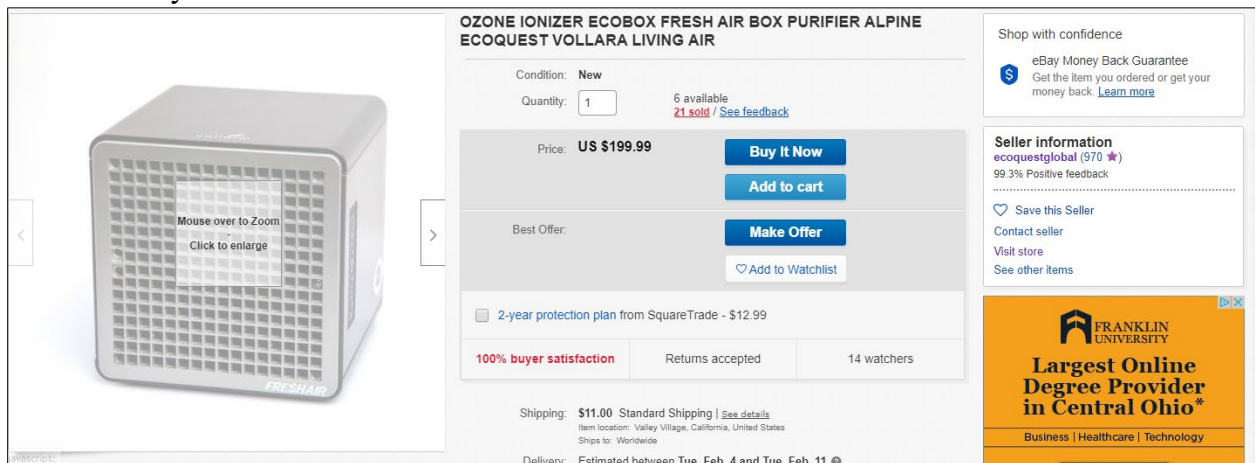 OZONE IONIZER ECOBOX FRESH AIR BOX PURIFIER ALPINE
ECOQUEST VOLLARA LIVING AIR
Condition: New
Quantity: 1
6 available
21 sold / See feedback
Price: US $199.99
Buy It Now
Add to cart
Best Offer:
Make Offer
Add to Watchlist
2-year protection plan from SquareTrade - $12.99
100% buyer satisfaction
Returns accepted
14 watchers
Shipping: $11.00 Standard Shipping | See details
Item location: Valley Village, California, United States
Ships to: Worldwide
Delivery: Estimated between Tue. Feb. 4 and Tue. Feb. 11
Mouse over to Zoom
-
Click to enlarge
FRESHAIR
javascript:;
Shop with confidence
eBay Money Back Guarantee
Get the item you ordered or get your
money back. Learn more
Seller information
ecoquestglobal (970)
99.3% Positive feedback
Save this Seller
Contact seller
Visit store
See other items
FRANKLIN
UNIVERSITY
Largest Online
Degree Provider
in Central Ohio*
Business | Healthcare | Technology